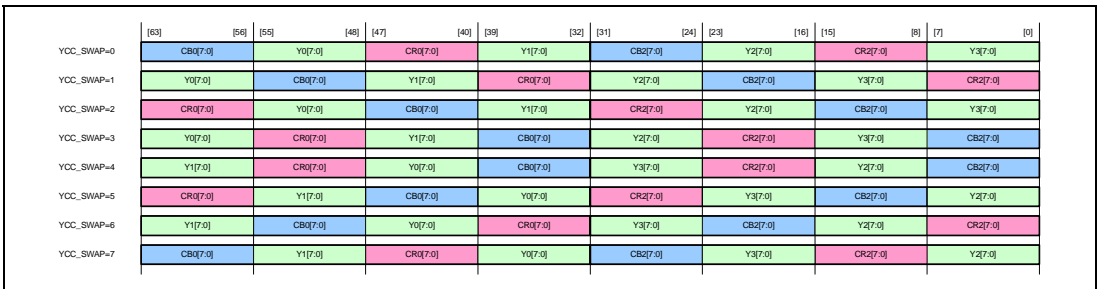 [63] [56] [55] [48] [47] [40] [39] [32] [31] [24] [23] [16] [15] [8] [7] [0]
YCC_SWAP=0 CB0[7:0] Y0[7:0] CR0[7:0] Y1[7:0] CB2[7:0] Y2[7:0] CR2[7:0] Y3[7:0]
YCC_SWAP=1 Y0[7:0] CB0[7:0] Y1[7:0] CR0[7:0] Y2[7:0] CB2[7:0] Y3[7:0] CR2[7:0]
YCC_SWAP=2 CR0[7:0] Y0[7:0] CB0[7:0] Y1[7:0] CR2[7:0] Y2[7:0] CB2[7:0] Y3[7:0]
YCC_SWAP=3 Y0[7:0] CR0[7:0] Y1[7:0] CB0[7:0] Y2[7:0] CR2[7:0] Y3[7:0] CB2[7:0]
YCC_SWAP=4 Y1[7:0] CR0[7:0] Y0[7:0] CB0[7:0] Y3[7:0] CR2[7:0] Y2[7:0] CB2[7:0]
YCC_SWAP=5 CR0[7:0] Y1[7:0] CB0[7:0] Y0[7:0] CR2[7:0] Y3[7:0] CB2[7:0] Y2[7:0]
YCC_SWAP=6 Y1[7:0] CB0[7:0] Y0[7:0] CR0[7:0] Y3[7:0] CB2[7:0] Y2[7:0] CR2[7:0]
YCC_SWAP=7 CB0[7:0] Y1[7:0] CR0[7:0] Y0[7:0] CB2[7:0] Y3[7:0] CR2[7:0] Y2[7:0]